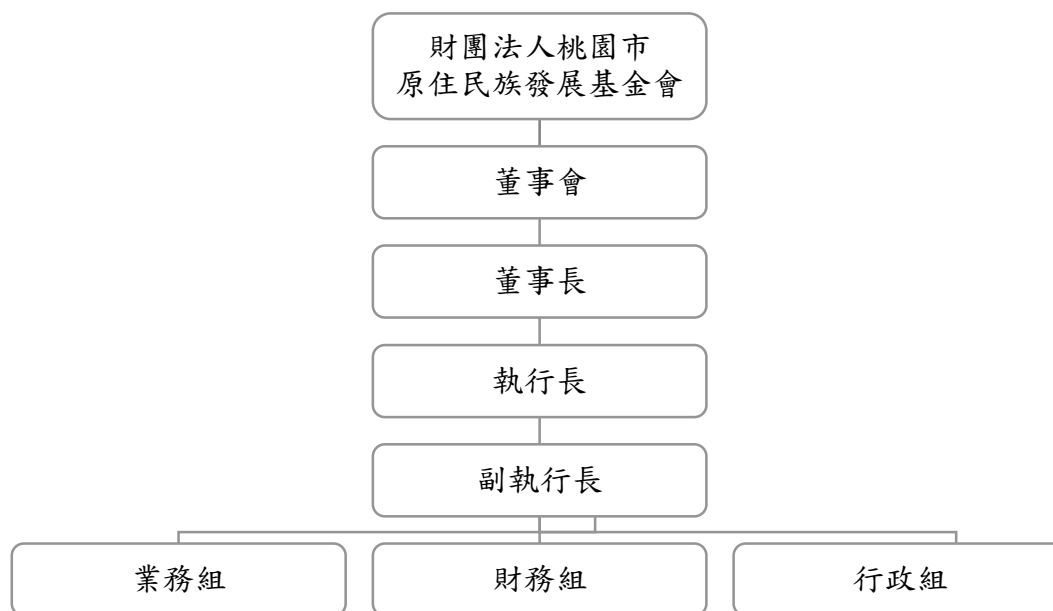 財團法人桃園市
原住民族發展基金會
董事會
董事長
執行長
副執行長
業務組
財務組
行政組